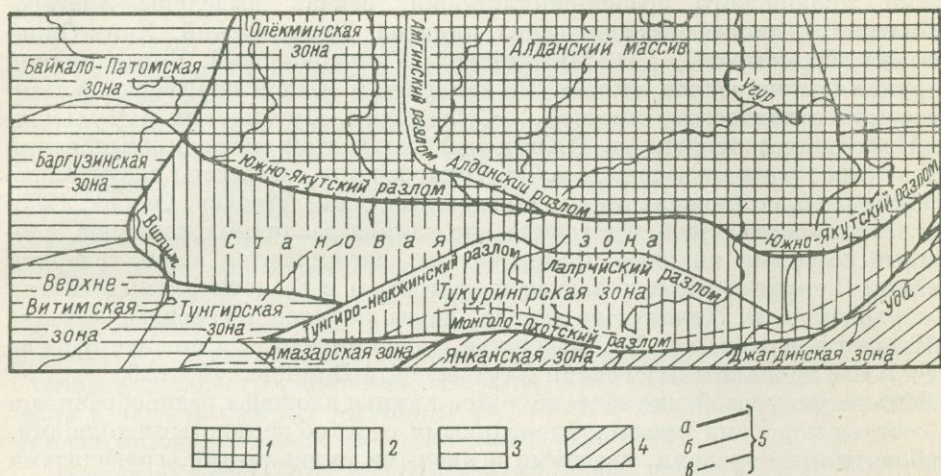 Олёкминская
зона
Амгинский разлом
Алданский массив
Байкало-Патомская
зона
Учур
Баргузинская
зона
Южно-Якутский разлом
Алданский разлом
Южно-Якутский разлом
Витим
Становая зона
Верхне-
Витимская
зона
Тунгирская
зона
Тунгиро-Нюкжинский разлом
разлом
Тукурингрская зона
Монголо-Охотский разлом
Уда
Амазарская зона
Янканская зона
Джагдинская зона
1 2 3 4
а
б
в
5